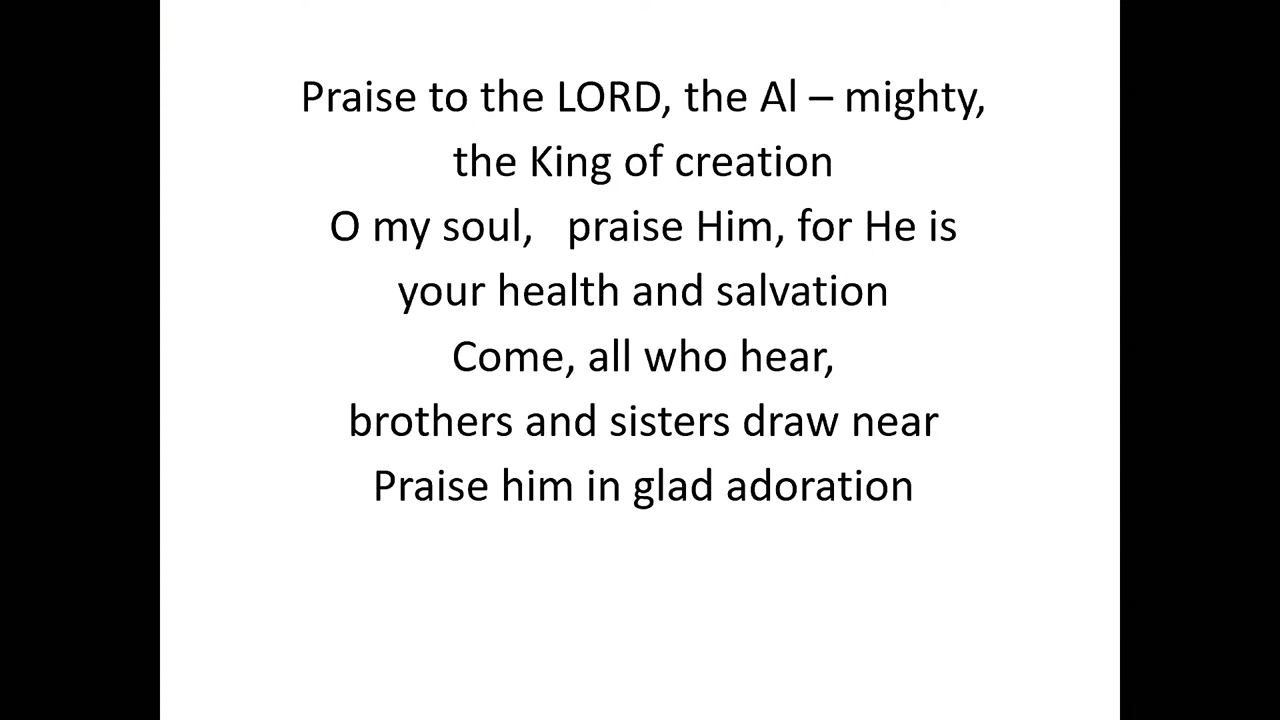 Praise to the LORD, the Al – mighty,
the King of creation
O my soul,   praise Him, for He is
your health and salvation
Come, all who hear,
brothers and sisters draw near
Praise him in glad adoration